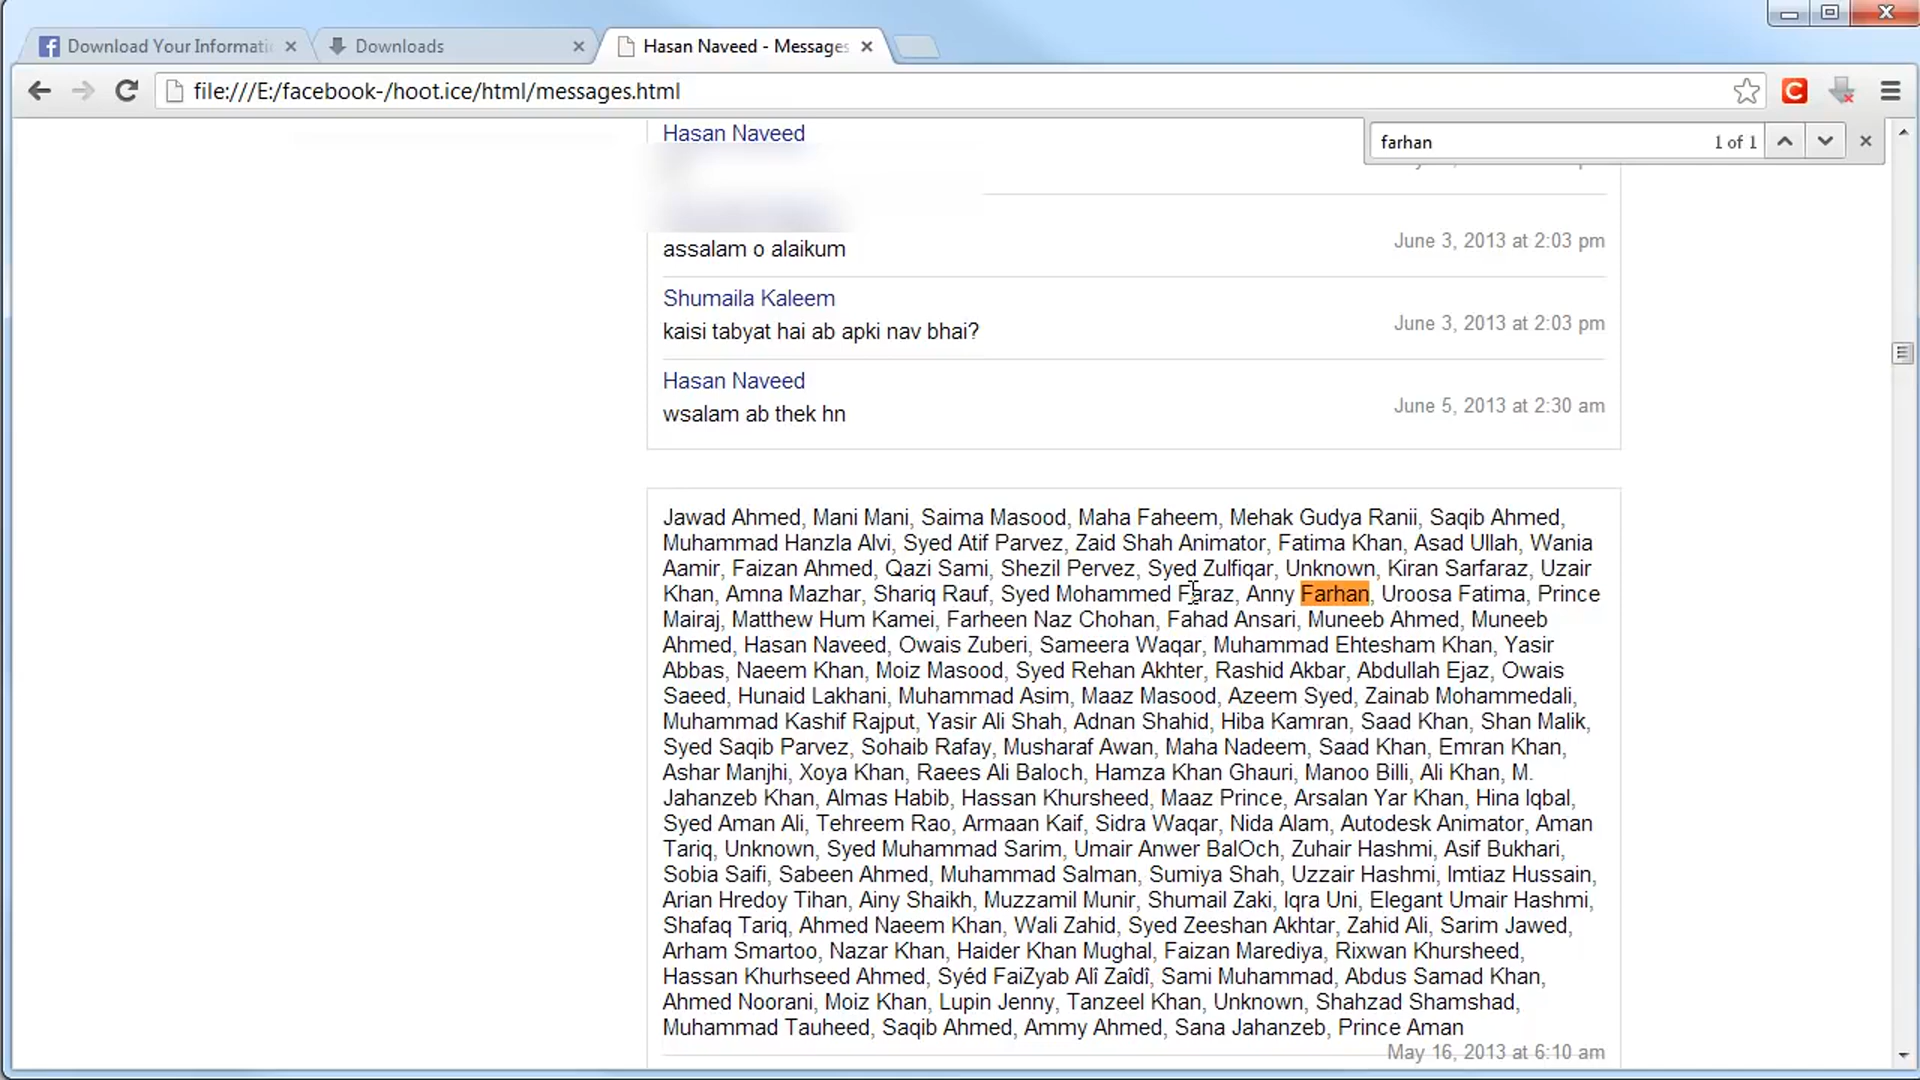 Download Your Informati
Downloads
Hasan Naveed - Messages
file:///E:/facebook-/hoot.ice/html/messages.html
farhan 1 of 1
Hasan Naveed
assalam o alaikum
June 3, 2013 at 2:03 pm
Shumaila Kaleem
kaisi tabyat hai ab apki nav bhai?
June 3, 2013 at 2:03 pm
Hasan Naveed
wsalam ab thek hn
June 5, 2013 at 2:30 am
Jawad Ahmed, Mani Mani, Saima Masood, Maha Faheem, Mehak Gudya Ranii, Saqib Ahmed,
Muhammad Hanzla Alvi, Syed Atif Parvez, Zaid Shah Animator, Fatima Khan, Asad Ullah, Wania
Aamir, Faizan Ahmed, Qazi Sami, Shezil Pervez, Syed Zulfiqar, Unknown, Kiran Sarfaraz, Uzair
Khan, Amna Mazhar, Shariq Rauf, Syed Mohammed Faraz, Anny Farhan, Uroosa Fatima, Prince
Mairaj, Matthew Hum Kamei, Farheen Naz Chohan, Fahad Ansari, Muneeb Ahmed, Muneeb
Ahmed, Hasan Naveed, Owais Zuberi, Sameera Waqar, Muhammad Ehtesham Khan, Yasir
Abbas, Naeem Khan, Moiz Masood, Syed Rehan Akhter, Rashid Akbar, Abdullah Ejaz, Owais
Saeed, Hunaid Lakhani, Muhammad Asim, Maaz Masood, Azeem Syed, Zainab Mohammedali,
Muhammad Kashif Rajput, Yasir Ali Shah, Adnan Shahid, Hiba Kamran, Saad Khan, Shan Malik,
Syed Saqib Parvez, Sohaib Rafay, Musharaf Awan, Maha Nadeem, Saad Khan, Emran Khan,
Ashar Manjhi, Xoya Khan, Raees Ali Baloch, Hamza Khan Ghauri, Manoo Billi, Ali Khan, M.
Jahanzeb Khan, Almas Habib, Hassan Khursheed, Maaz Prince, Arsalan Yar Khan, Hina Iqbal,
Syed Aman Ali, Tehreem Rao, Armaan Kaif, Sidra Waqar, Nida Alam, Autodesk Animator, Aman
Tariq, Unknown, Syed Muhammad Sarim, Umair Anwer BalOch, Zuhair Hashmi, Asif Bukhari,
Sobia Saifi, Sabeen Ahmed, Muhammad Salman, Sumiya Shah, Uzzair Hashmi, Imtiaz Hussain,
Arian Hredoy Tihan, Ainy Shaikh, Muzzamil Munir, Shumail Zaki, Iqra Uni, Elegant Umair Hashmi,
Shafaq Tariq, Ahmed Naeem Khan, Wali Zahid, Syed Zeeshan Akhtar, Zahid Ali, Sarim Jawed,
Arham Smartoo, Nazar Khan, Haider Khan Mughal, Faizan Marediya, Rixwan Khursheed,
Hassan Khurhseed Ahmed, Syéd FaiZyab Alî Zaîdî, Sami Muhammad, Abdus Samad Khan,
Ahmed Noorani, Moiz Khan, Lupin Jenny, Tanzeel Khan, Unknown, Shahzad Shamshad,
Muhammad Tauheed, Saqib Ahmed, Ammy Ahmed, Sana Jahanzeb, Prince Aman
May 16, 2013 at 6:10 am